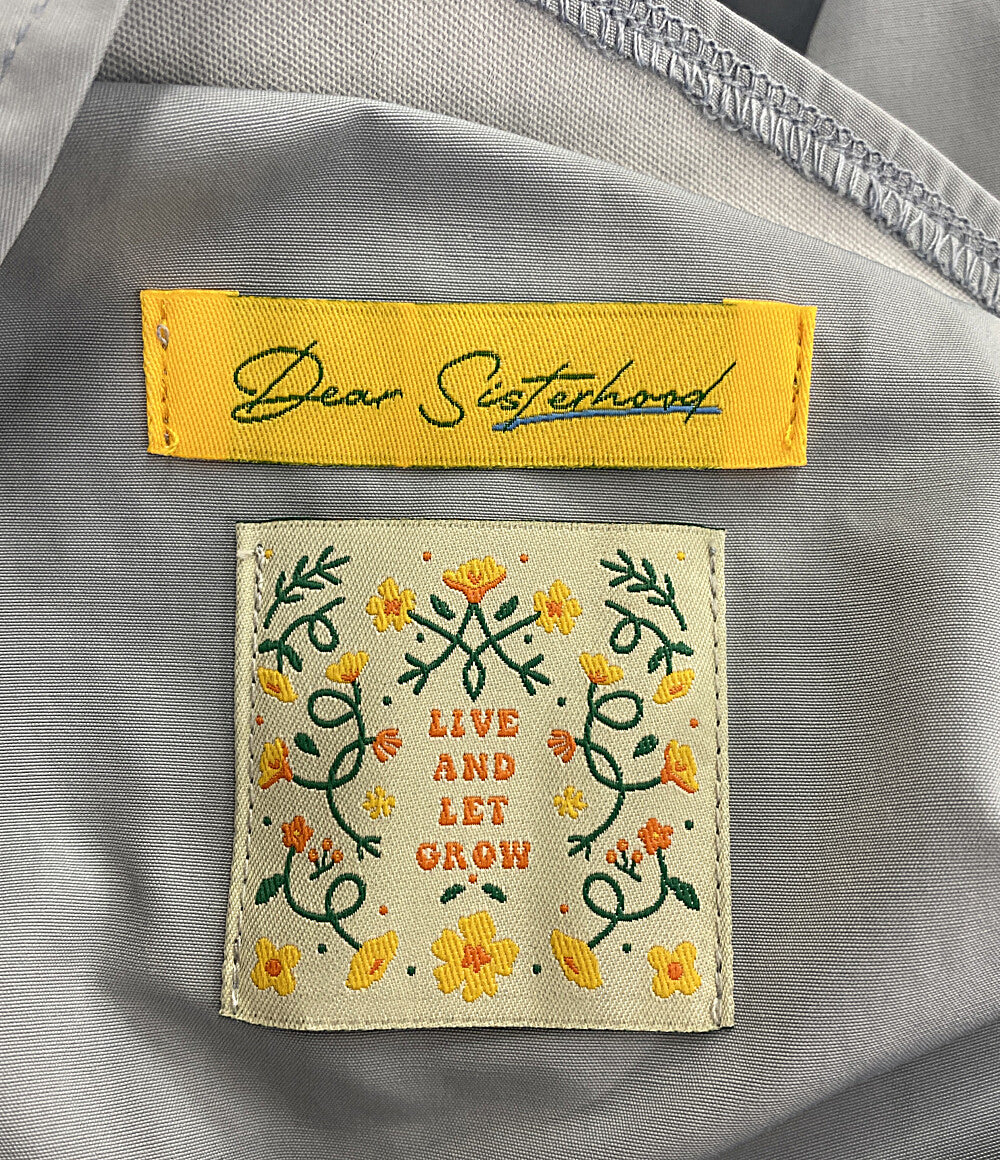 Dear Sisterhood
LIVE
AND
LET
GROW